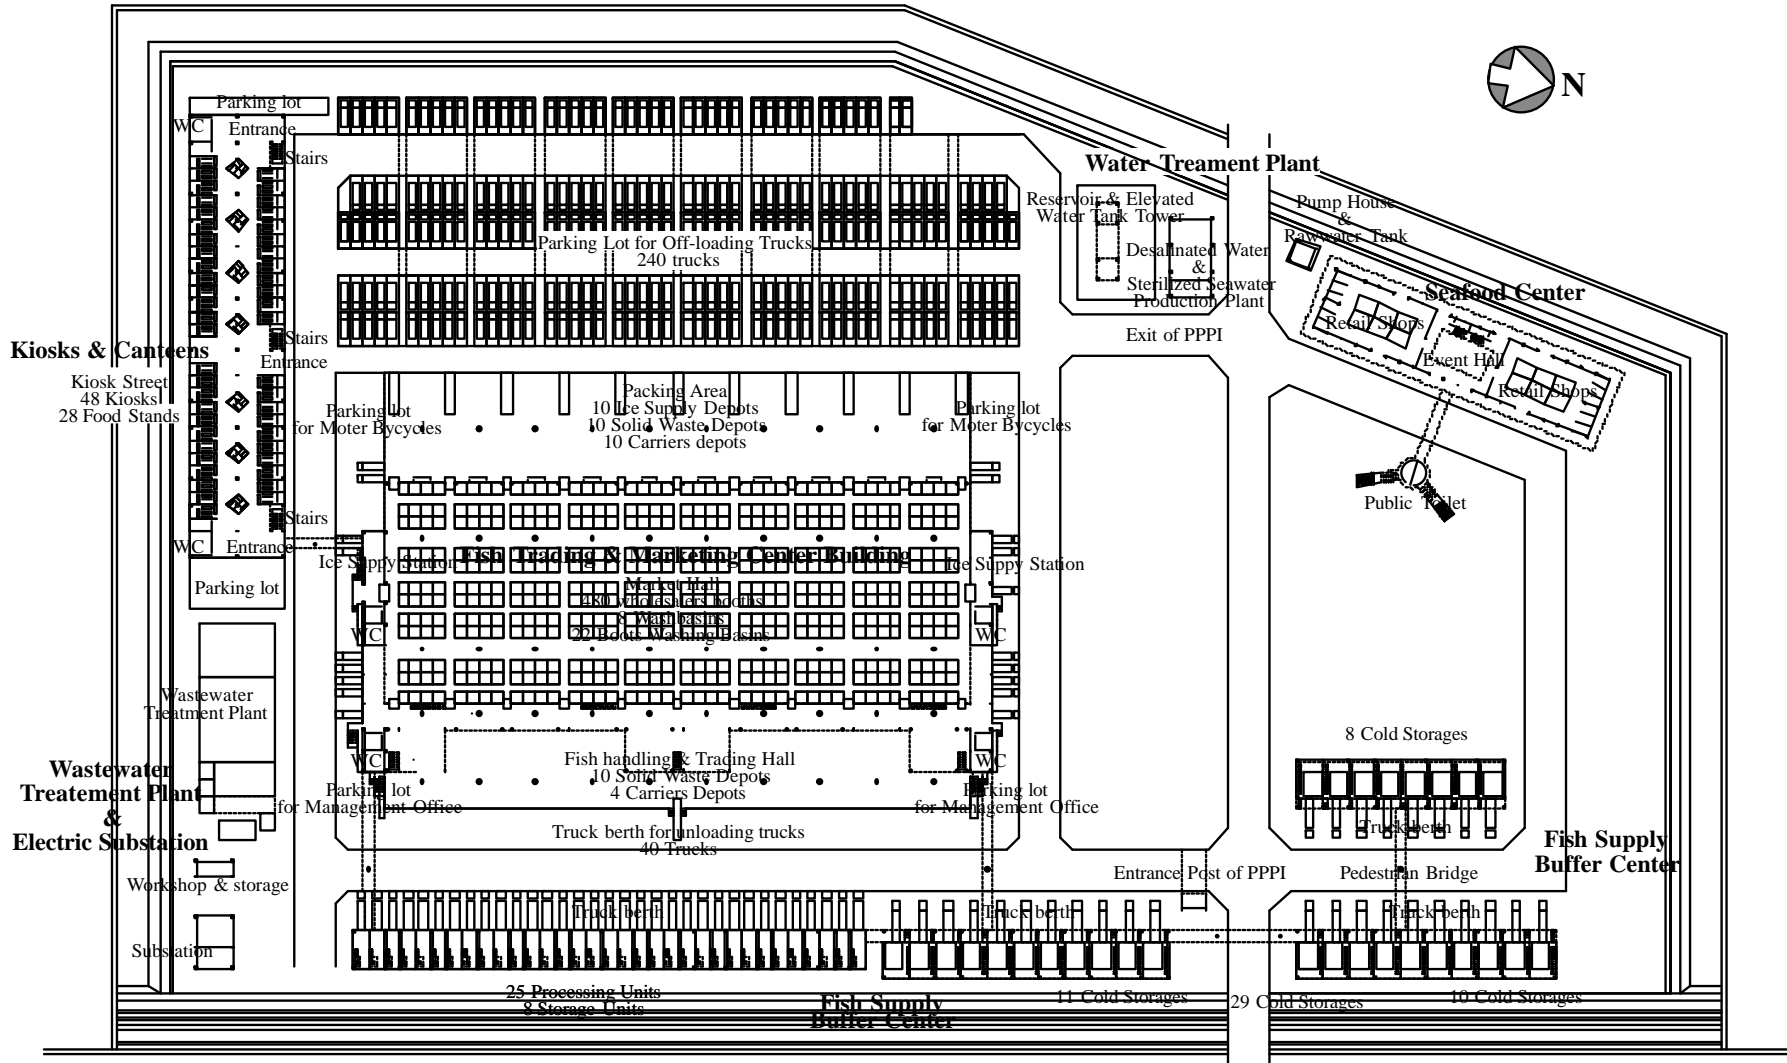 N
Parking lot
WC
Entrance
Stairs
Water Treament Plant
Reservoir & Elevated
Water Tank Tower
Pump House
&
Rawwater Tank
Parking Lot for Off-loading Trucks
240 trucks
Desalinated Water
&
Sterilized Seawater
Production Plant
Seafood Center
Retail Shops
Exit of PPPI
Stairs
Entrance
Event Hall
Retail Shops
Kiosks & Canteens
Kiosk Street
48 Kiosks
28 Food Stands
Parking lot
for Moter Bycycles
Packing Area
10 Ice Supply Depots
10 Solid Waste Depots
10 Carriers depots
Parking lot
for Moter Bycycles
Public Toilet
Stairs
WC
Entrance
Ice Suppy Station
Fish Trading & Marketing Center Building
Ice Suppy Station
Parking lot
Market Hall
480 wholesalers booths
8 Washbasins
22 Boots Washing Basins
WC
WC
Wastewater
Treatment Plant
8 Cold Storages
WC
Fish handling & Trading Hall
10 Solid Waste Depots
4 Carriers Depots
WC
Wastewater
Treatement Plant
&
Electric Substation
Parking lot
for Management Office
Parking lot
for Management Office
Truck berth for unloading trucks
40 Trucks
Truck berth
Fish Supply
Buffer Center
Workshop & storage
Entrance Post of PPPI
Pedestrian Bridge
Truck berth
Truck berth
Truck berth
Substation
25 Processing Units
8 Storage Units
Fish Supply
Buffer Center
11 Cold Storages
29 Cold Storages
10 Cold Storages